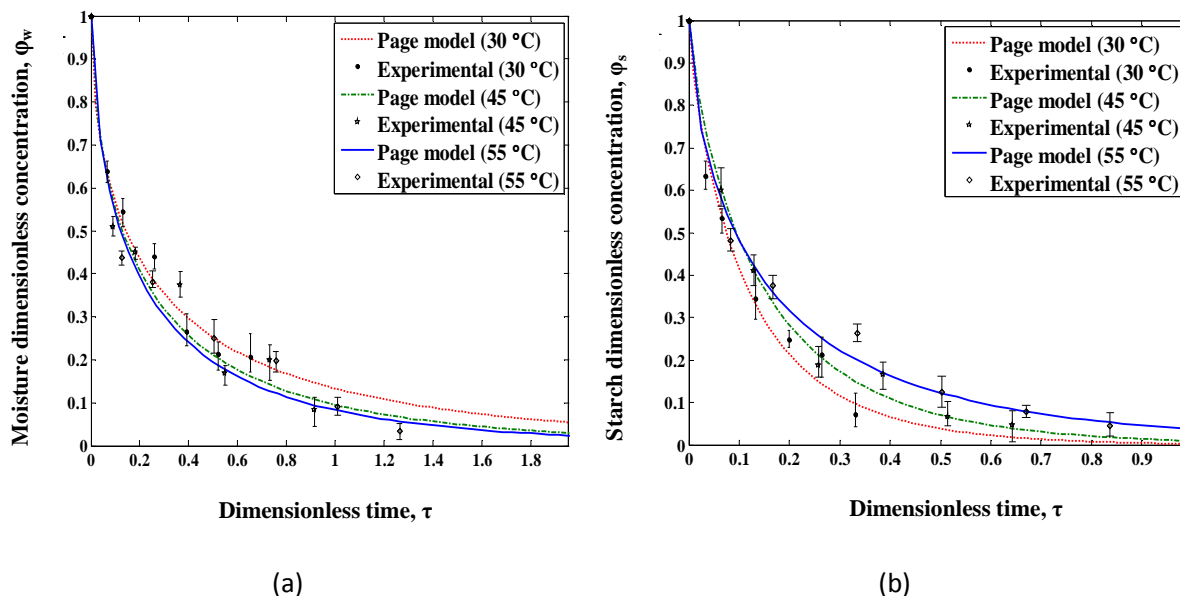 Moisture dimensionless concentration, φw
1
0.9
0.8
0.7
0.6
0.5
0.4
0.3
0.2
0.1
0
0 0.2 0.4 0.6 0.8 1 1.2 1.4 1.6 1.8
Dimensionless time, τ
Page model (30 °C)
Experimental (30 °C)
Page model (45 °C)
Experimental (45 °C)
Page model (55 °C)
Experimental (55 °C)
(a)
Starch dimensionless concentration, φs
1
0.9
0.8
0.7
0.6
0.5
0.4
0.3
0.2
0.1
0
0 0.1 0.2 0.3 0.4 0.5 0.6 0.7 0.8 0.9
Dimensionless time, τ
Page model (30 °C)
Experimental (30 °C)
Page model (45 °C)
Experimental (45 °C)
Page model (55 °C)
Experimental (55 °C)
(b)